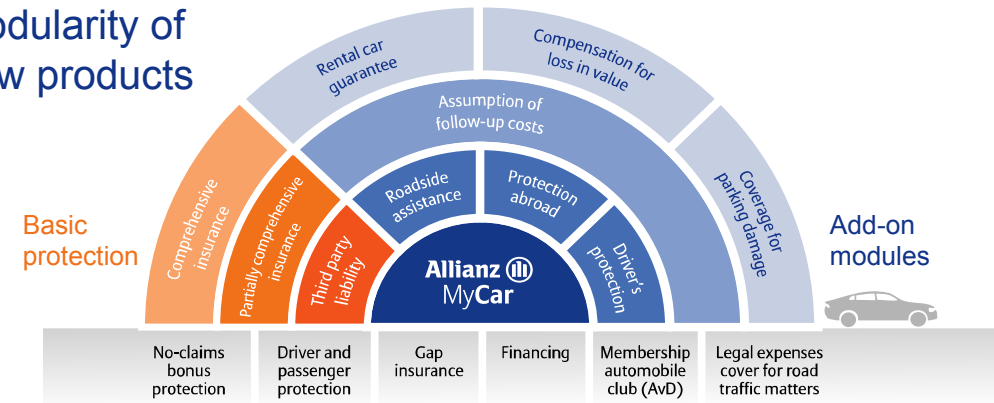 odularity of
w products
Rental car
guarantee
Compensation for
loss in value
Assumption of
follow-up costs
Comprehensive
insurance
Partially comprehensive
insurance
Third party
liability
Roadside
assistance
Protection
abroad
Driver's
protection
Coverage for
parking damage
Basic
protection
Allianz
MyCar
Add-on
modules
No-claims
bonus
protection
Driver and
passenger
protection
Gap
insurance
Financing
Membership
automobile
club (AvD)
Legal expenses
cover for road
traffic matters